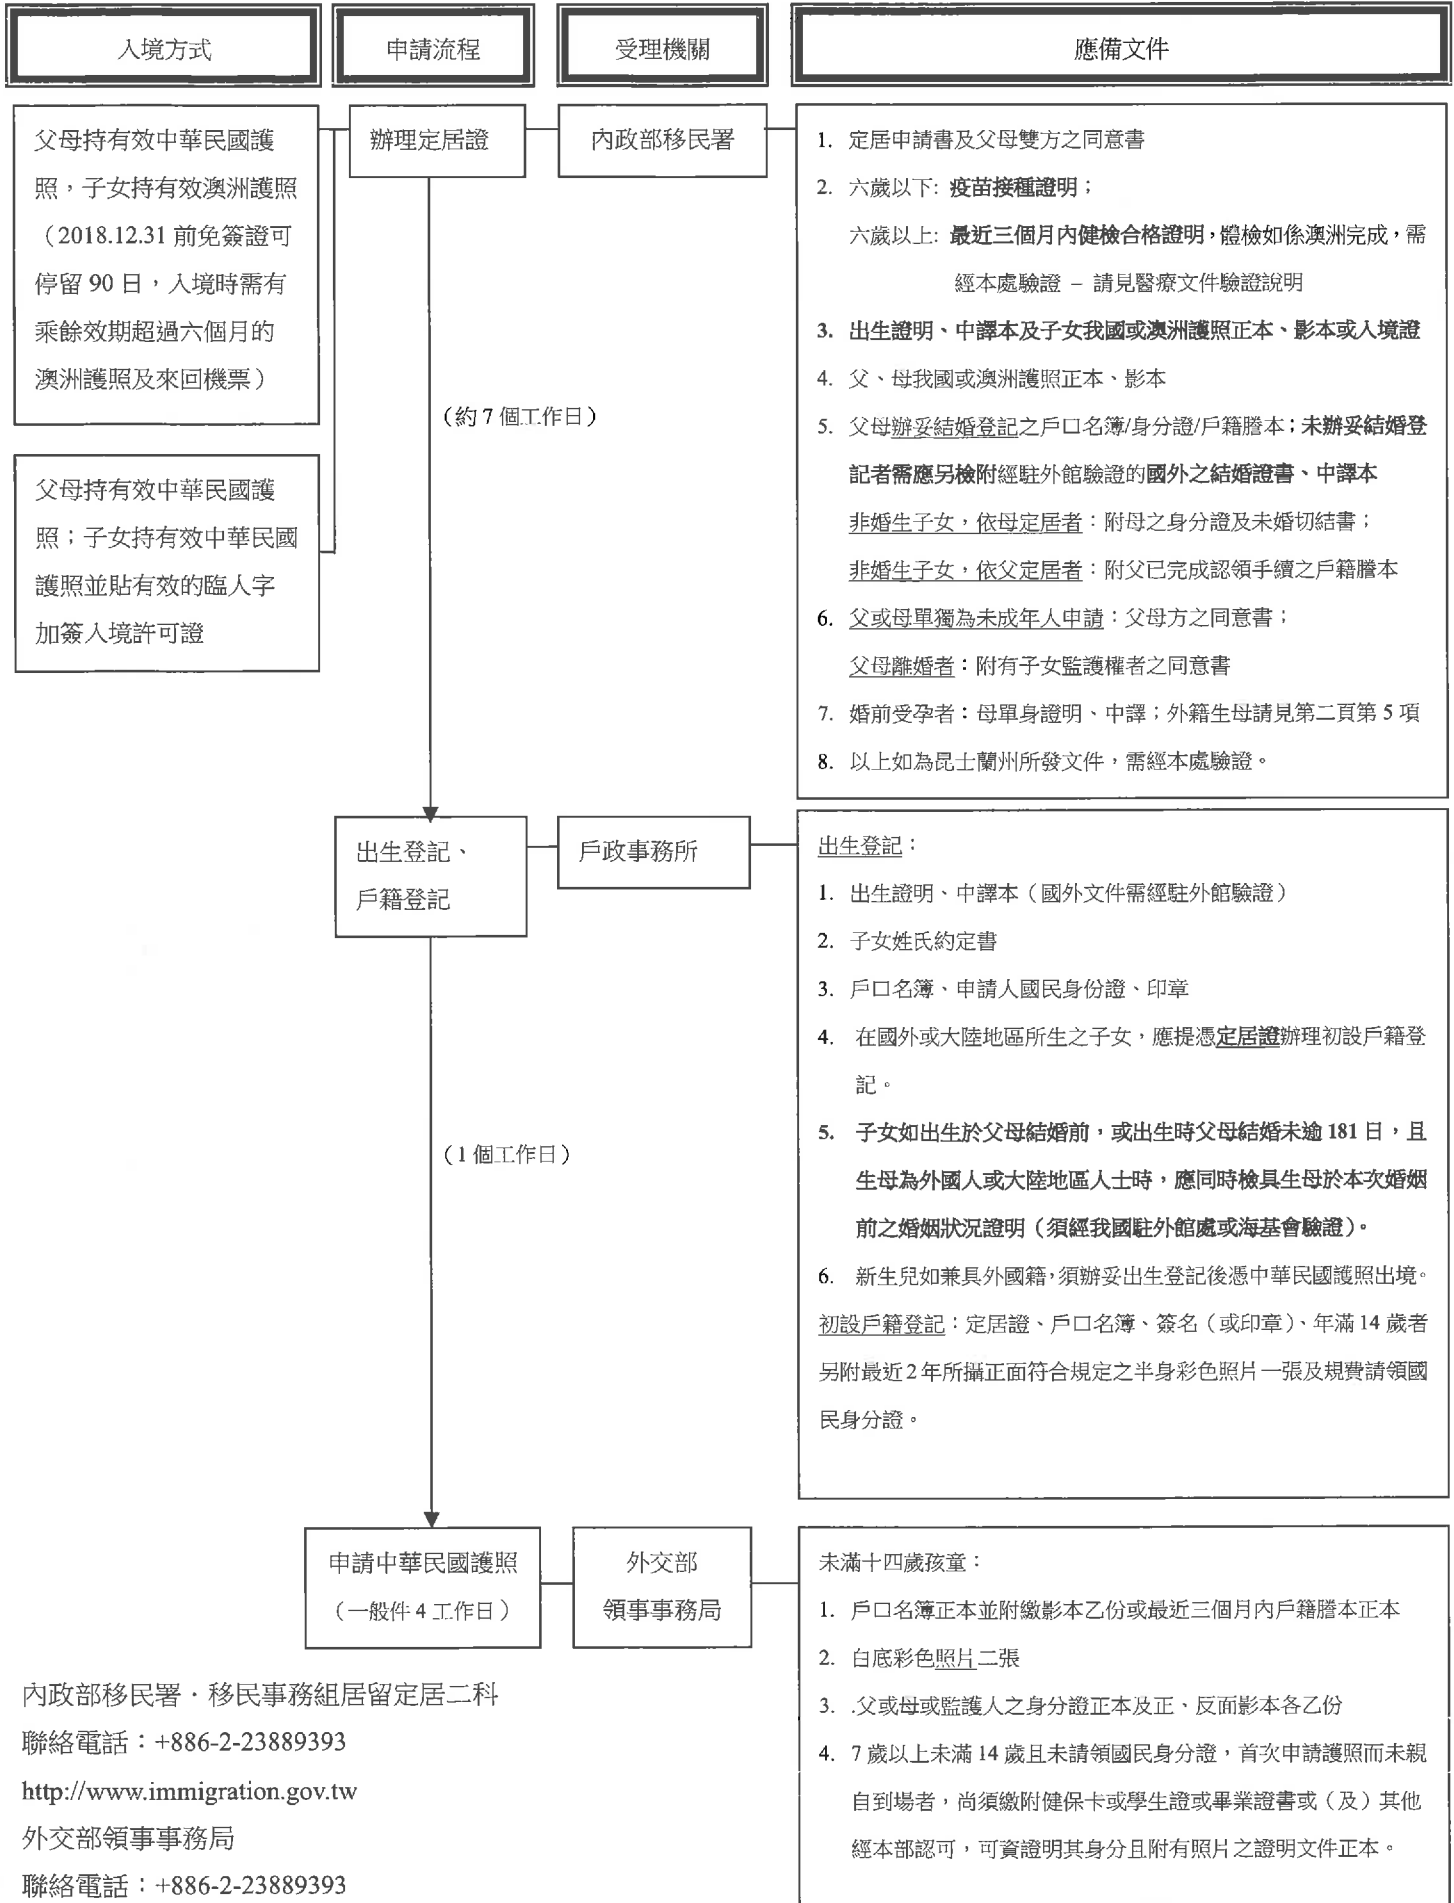 入境方式
申請流程
受理機關
應備文件
父母持有效中華民國護
照，子女持有效澳洲護照
（2018.12.31 前免簽證可
停留 90 日，入境時需有
乘餘效期超過六個月的
澳洲護照及來回機票）
父母持有效中華民國護
照；子女持有效中華民國
護照並貼有效的臨人字
加簽入境許可證
辦理定居證
內政部移民署
1. 定居申請書及父母雙方之同意書
2. 六歲以下: 疫苗接種證明；
六歲以上: 最近三個月內健檢合格證明，體檢如係澳洲完成，需
經本處驗證 – 請見醫療文件驗證說明
3. 出生證明、中譯本及子女我國或澳洲護照正本、影本或入境證
4. 父、母我國或澳洲護照正本、影本
5. 父母辦妥結婚登記之戶口名簿/身分證/戶籍謄本；未辦妥結婚登
記者需應另檢附經駐外館驗證的國外之結婚證書、中譯本
非婚生子女，依母定居者：附母之身分證及未婚切結書；
非婚生子女，依父定居者：附父已完成認領手續之戶籍謄本
6. 父或母單獨為未成年人申請：父母方之同意書；
父母離婚者：附有子女監護權者之同意書
7. 婚前受孕者：母單身證明、中譯；外籍生母請見第二頁第 5 項
8. 以上如為昆士蘭州所發文件，需經本處驗證。
（約 7 個工作日）
出生登記、
戶籍登記
戶政事務所
出生登記：
1. 出生證明、中譯本（國外文件需經駐外館驗證）
2. 子女姓氏約定書
3. 戶口名簿、申請人國民身份證、印章
4. 在國外或大陸地區所生之子女，應提憑定居證辦理初設戶籍登
記。
5. 子女如出生於父母結婚前，或出生時父母結婚未逾 181 日，且
生母為外國人或大陸地區人士時，應同時檢具生母於本次婚姻
前之婚姻狀況證明（須經我國駐外館處或海基會驗證）。
6. 新生兒如兼具外國籍，須辦妥出生登記後憑中華民國護照出境。
初設戶籍登記：定居證、戶口名簿、簽名（或印章）、年滿 14 歲者
另附最近 2 年所攝正面符合規定之半身彩色照片一張及規費請領國
民身分證。
（1 個工作日）
申請中華民國護照
（一般件 4 工作日）
外交部
領事事務局
未滿十四歲孩童：
1. 戶口名簿正本並附繳影本乙份或最近三個月內戶籍謄本正本
2. 白底彩色照片二張
3. .父或母或監護人之身分證正本及正、反面影本各乙份
4. 7 歲以上未滿 14 歲且未請領國民身分證，首次申請護照而未親
自到場者，尚須繳附健保卡或學生證或畢業證書或（及）其他
經本部認可，可資證明其身分且附有照片之證明文件正本。
內政部移民署．移民事務組居留定居二科
聯絡電話：+886-2-23889393
http://www.immigration.gov.tw
外交部領事事務局
聯絡電話：+886-2-23889393